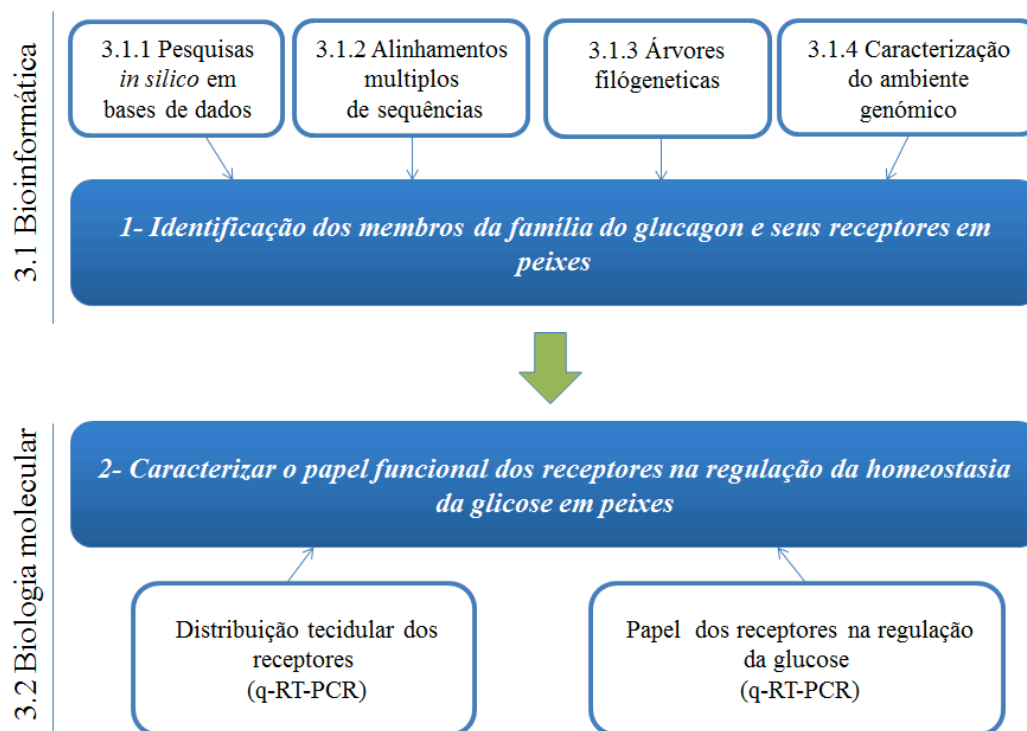 3.1 Bioinformática
3.1.1 Pesquisas
in silico em
bases de dados
3.1.2 Alinhamentos
multiplos
de sequências
3.1.3 Árvores
filógeneticas
3.1.4 Caracterização
do ambiente
genómico
1- Identificação dos membros da família do glucagon e seus receptores em
peixes
3.2 Biologia molecular
2- Caracterizar o papel funcional dos receptores na regulação da homeostasia
da glicose em peixes
Distribuição tecidular dos
receptores
(q-RT-PCR)
Papel dos receptores na regulação
da glucose
(q-RT-PCR)